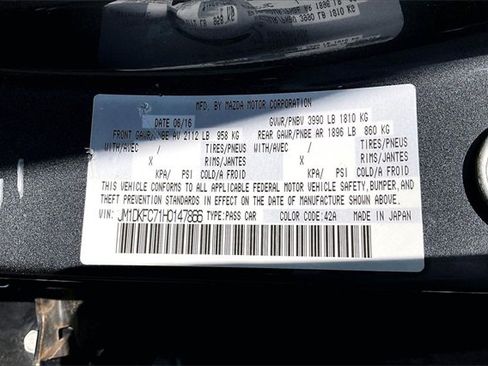 MFD. BY MAZDA MOTOR CORPORATION
DATE 06/16 GVWR/PNBV 3990 LB 1810 KG
FRONT GAWR/ GE AV 2112 LB 958 KG REAR GAWR/PNBE AR 1896 LB 860 KG
WITH/AVEC / TIRES/PNEUS WITH/AVEC / TIRES/PNEUS
X RIMS/JANTES X RIMS/JANTES
KPA/ PSI COLD/A FROID KPA/ PSI COLD/A FROID
THIS VEHICLE CONFORMS TO ALL APPLICABLE FEDERAL MOTOR VEHICLE SAFETY, BUMPER, AND
THEFT PREVENTION STANDARDS IN EFFECT ON DATE OF MANUFACTURE SHOWN ABOVE.
VIN: JM1DKFC71H0147866 TYPE: PASS CAR COLOR CODE: 42A MADE IN JAPAN